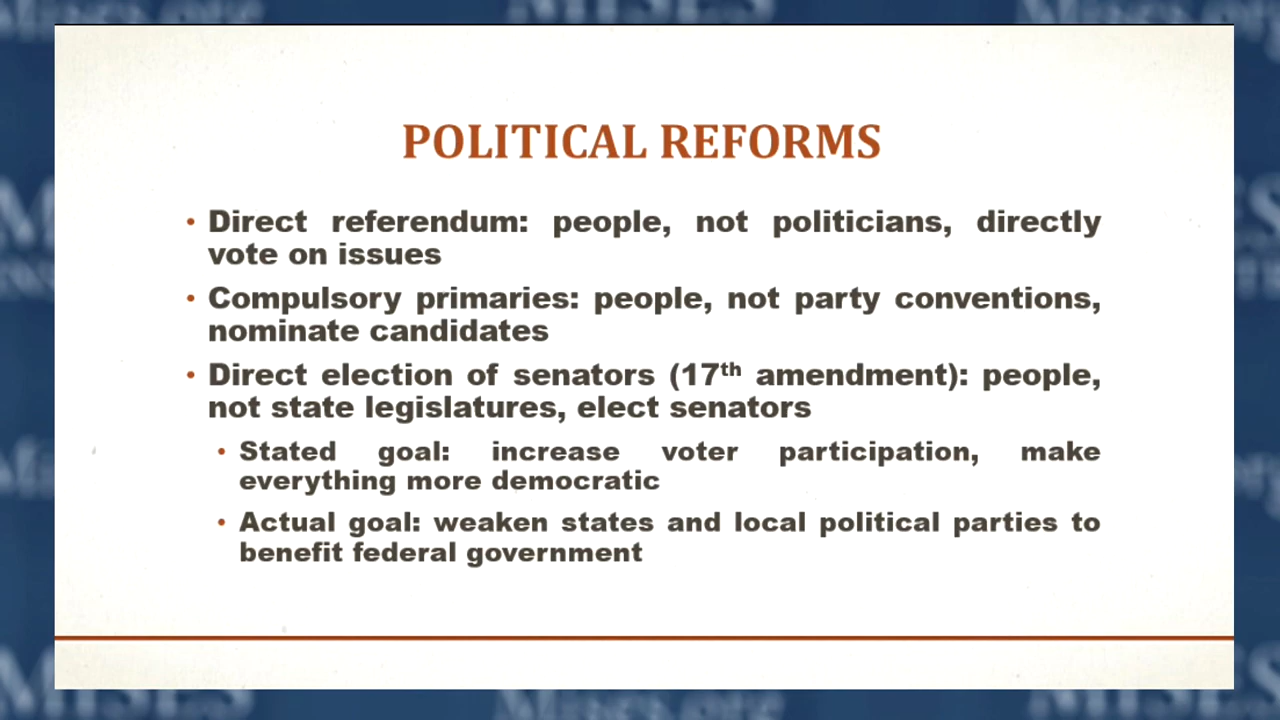 POLITICAL REFORMS
• Direct referendum: people, not politicians, directly
vote on issues
• Compulsory primaries: people, not party conventions,
nominate candidates
• Direct election of senators (17th amendment): people,
not state legislatures, elect senators
• Stated goal: increase voter participation, make
everything more democratic
• Actual goal: weaken states and local political parties to
benefit federal government
Mises.org